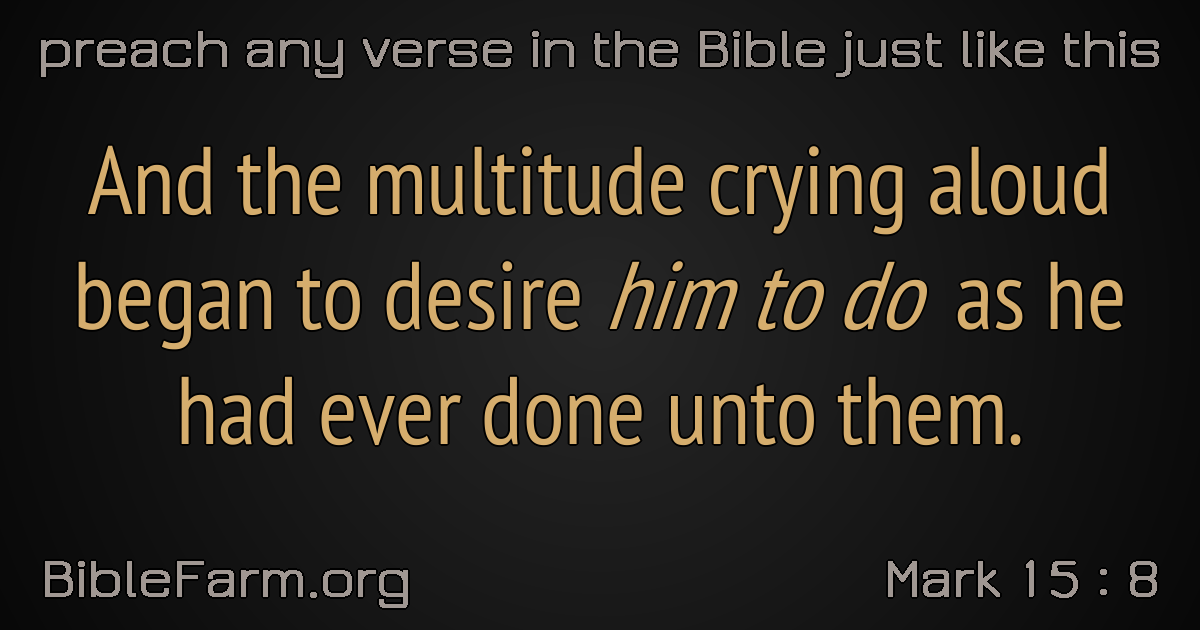 preach any verse in the Bible just like this
And the multitude crying aloud
began to desire him to do as he
had ever done unto them.
BibleFarm.org
Mark 15 : 8